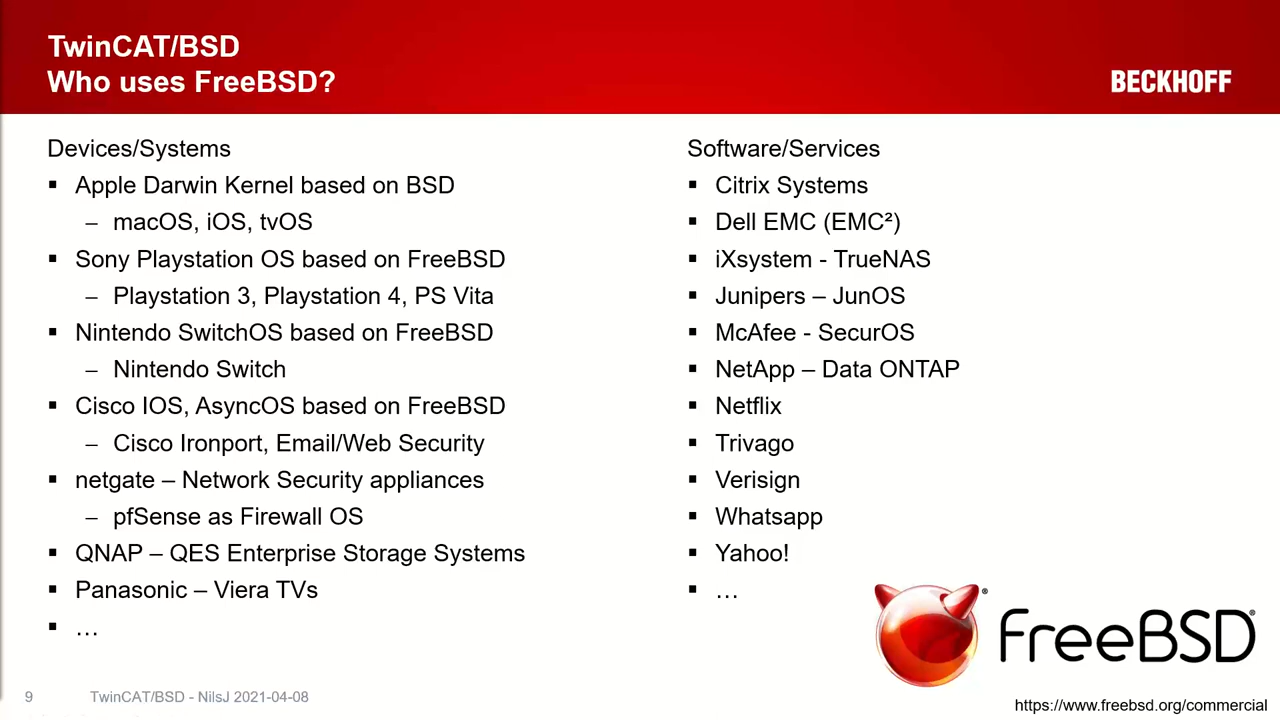 TwinCAT/BSD
Who uses FreeBSD?
BECKHOFF
Devices/Systems
▪ Apple Darwin Kernel based on BSD
– macOS, iOS, tvOS
▪ Sony Playstation OS based on FreeBSD
– Playstation 3, Playstation 4, PS Vita
▪ Nintendo SwitchOS based on FreeBSD
– Nintendo Switch
▪ Cisco IOS, AsyncOS based on FreeBSD
– Cisco Ironport, Email/Web Security
▪ netgate – Network Security appliances
– pfSense as Firewall OS
▪ QNAP – QES Enterprise Storage Systems
▪ Panasonic – Viera TVs
▪ …
Software/Services
▪ Citrix Systems
▪ Dell EMC (EMC²)
▪ iXsystem - TrueNAS
▪ Junipers – JunOS
▪ McAfee - SecurOS
▪ NetApp – Data ONTAP
▪ Netflix
▪ Trivago
▪ Verisign
▪ Whatsapp
▪ Yahoo!
▪ …
® FreeBSD®
9 TwinCAT/BSD - NilsJ 2021-04-08
https://www.freebsd.org/commercial